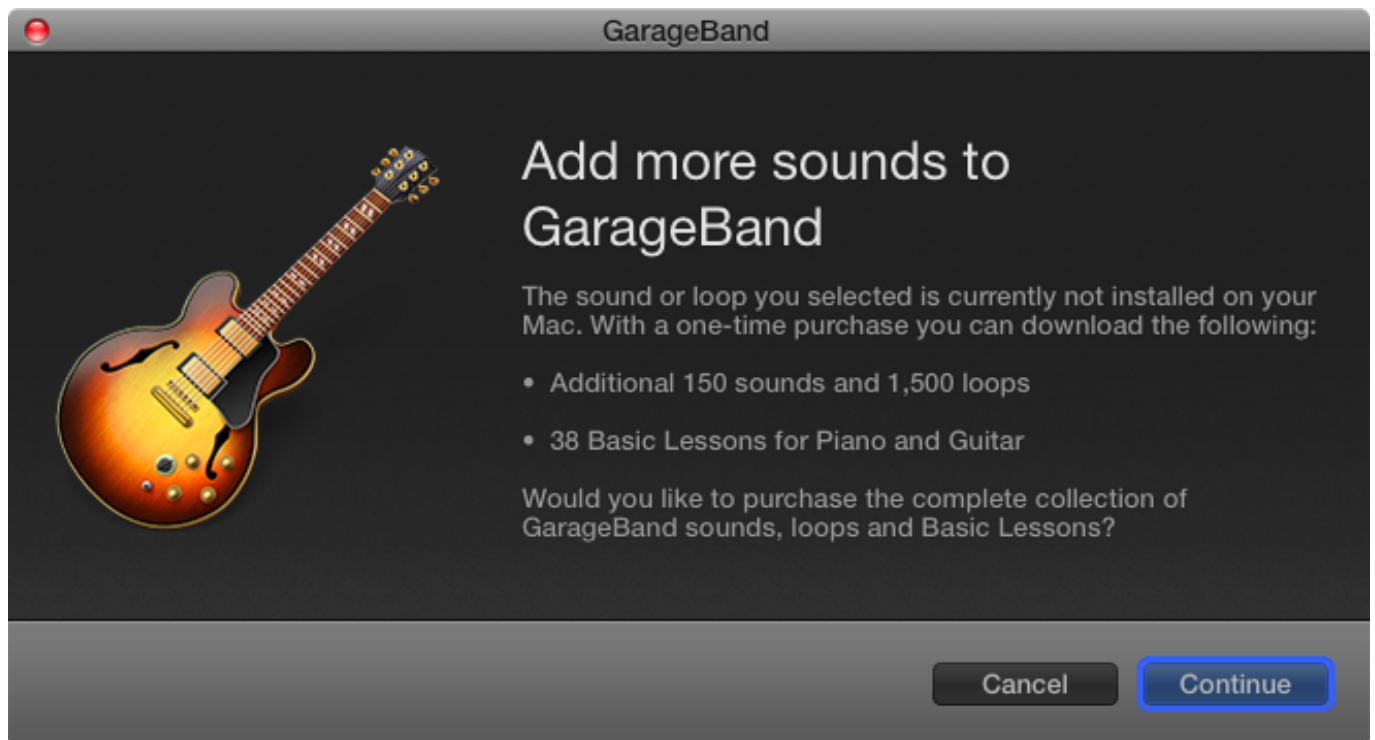 GarageBand
Add more sounds to
GarageBand
The sound or loop you selected is currently not installed on your
Mac. With a one-time purchase you can download the following:
• Additional 150 sounds and 1,500 loops
• 38 Basic Lessons for Piano and Guitar
Would you like to purchase the complete collection of
GarageBand sounds, loops and Basic Lessons?
Cancel
Continue